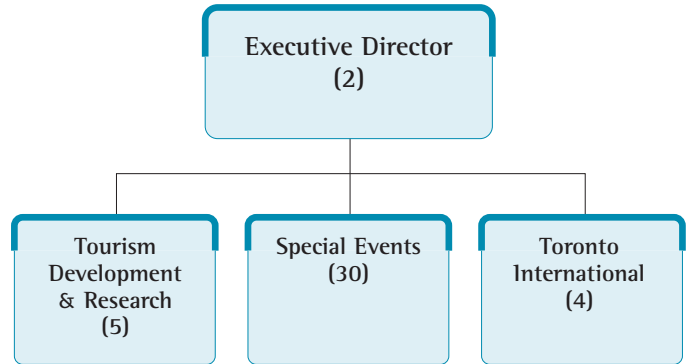 Executive Director
(2)
Tourism
Development
& Research
(5)
Special Events
(30)
Toronto
International
(4)